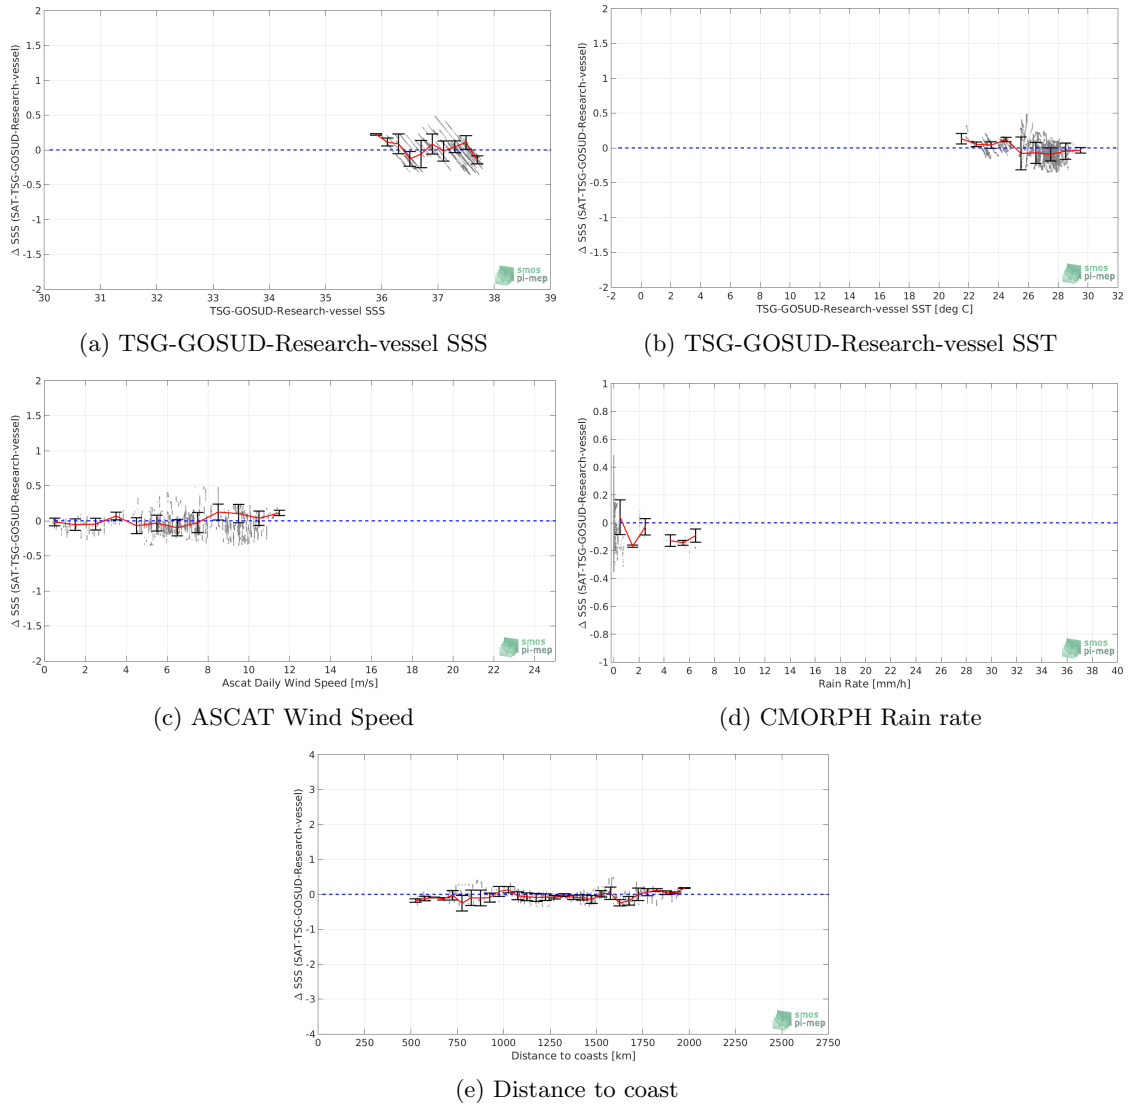 Δ SSS (SAT-TSG-GOSUD-Research-vessel)
2
1.5
1
0.5
0
-0.5
-1
-1.5
-2
30 31 32 33 34 35 36 37 38 39
TSG-GOSUD-Research-vessel SSS
smos
pi-mep
(a) TSG-GOSUD-Research-vessel SSS
Δ SSS (SAT-TSG-GOSUD-Research-vessel)
2
1.5
1
0.5
0
-0.5
-1
-1.5
-2
-2 0 2 4 6 8 10 12 14 16 18 20 22 24 26 28 30 32
TSG-GOSUD-Research-vessel SST [deg C]
smos
pi-mep
(b) TSG-GOSUD-Research-vessel SST
Δ SSS (SAT-TSG-GOSUD-Research-vessel)
2
1.5
1
0.5
0
-0.5
-1
-1.5
-2
0 2 4 6 8 10 12 14 16 18 20 22 24
Ascat Daily Wind Speed [m/s]
smos
pi-mep
(c) ASCAT Wind Speed
Δ SSS (SAT-TSG-GOSUD-Research-vessel)
1
0.8
0.6
0.4
0.2
0
-0.2
-0.4
-0.6
-0.8
-1
0 2 4 6 8 10 12 14 16 18 20 22 24 26 28 30 32 34 36 38 40
Rain Rate [mm/h]
smos
pi-mep
(d) CMORPH Rain rate
Δ SSS (SAT-TSG-GOSUD-Research-vessel)
4
3
2
1
0
-1
-2
-3
-4
0 250 500 750 1000 1250 1500 1750 2000 2250 2500 2750
Distance to coasts [km]
smos
pi-mep
(e) Distance to coast